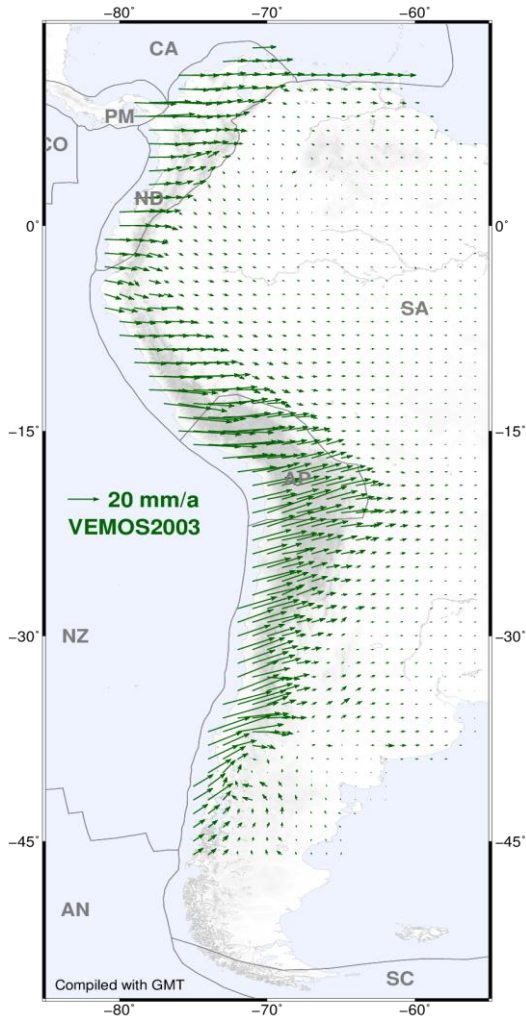 −80˚ −70˚ −60˚
CA
PM
CO
ND
0˚ 0˚
SA
−15˚ −15˚
AP
20 mm/a
VEMOS2003
NZ
−30˚ −30˚
−45˚ −45˚
AN
SC
Compiled with GMT
−80˚ −70˚ −60˚